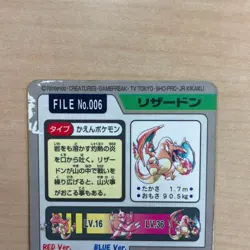 ©Nintendo・CREATURES・GAMEFREAK・TV TOKYO・SHO-PRO・JR KIKAKU
FILE No.006
リザードン
タイプ
かえんポケモン
岩をも溶かす灼熱の炎
を口から吐く。リザー
ドンが山の中で戦いを
繰り広げると、山火事
がおこる事もある。
●たかさ 1.7m
●おもさ 90.5kg
LV.16
LV.36
RED Ver.
BLUE Ver.